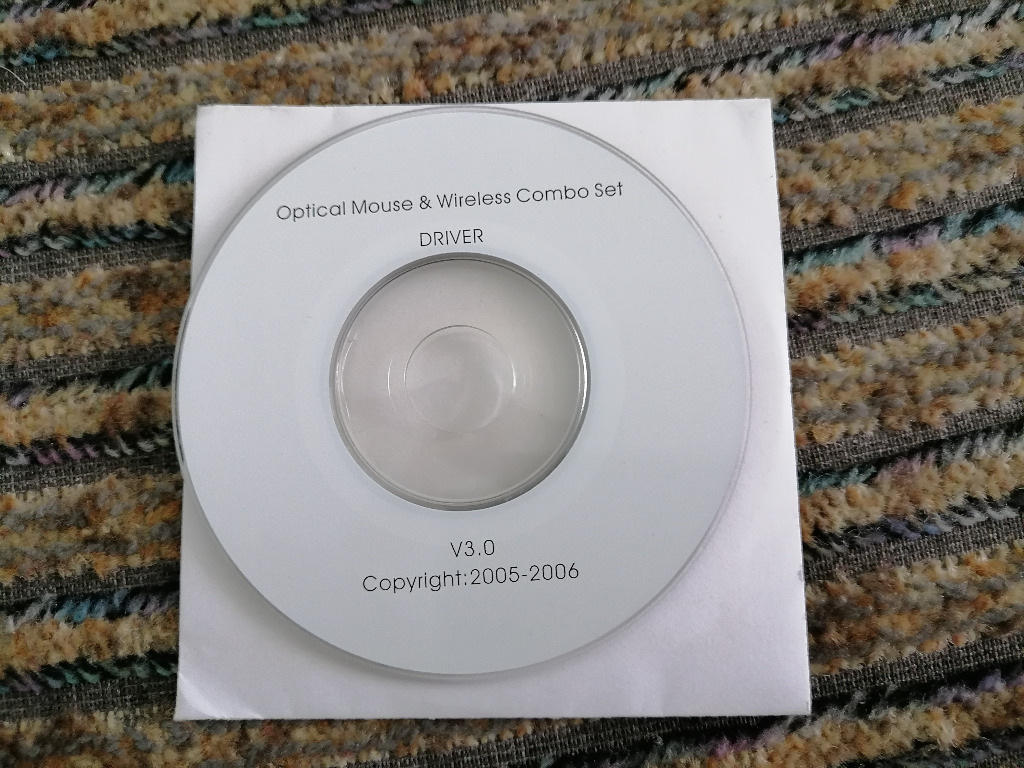 Optical Mouse & Wireless Combo Set
DRIVER
V3.0
Copyright:2005-2006